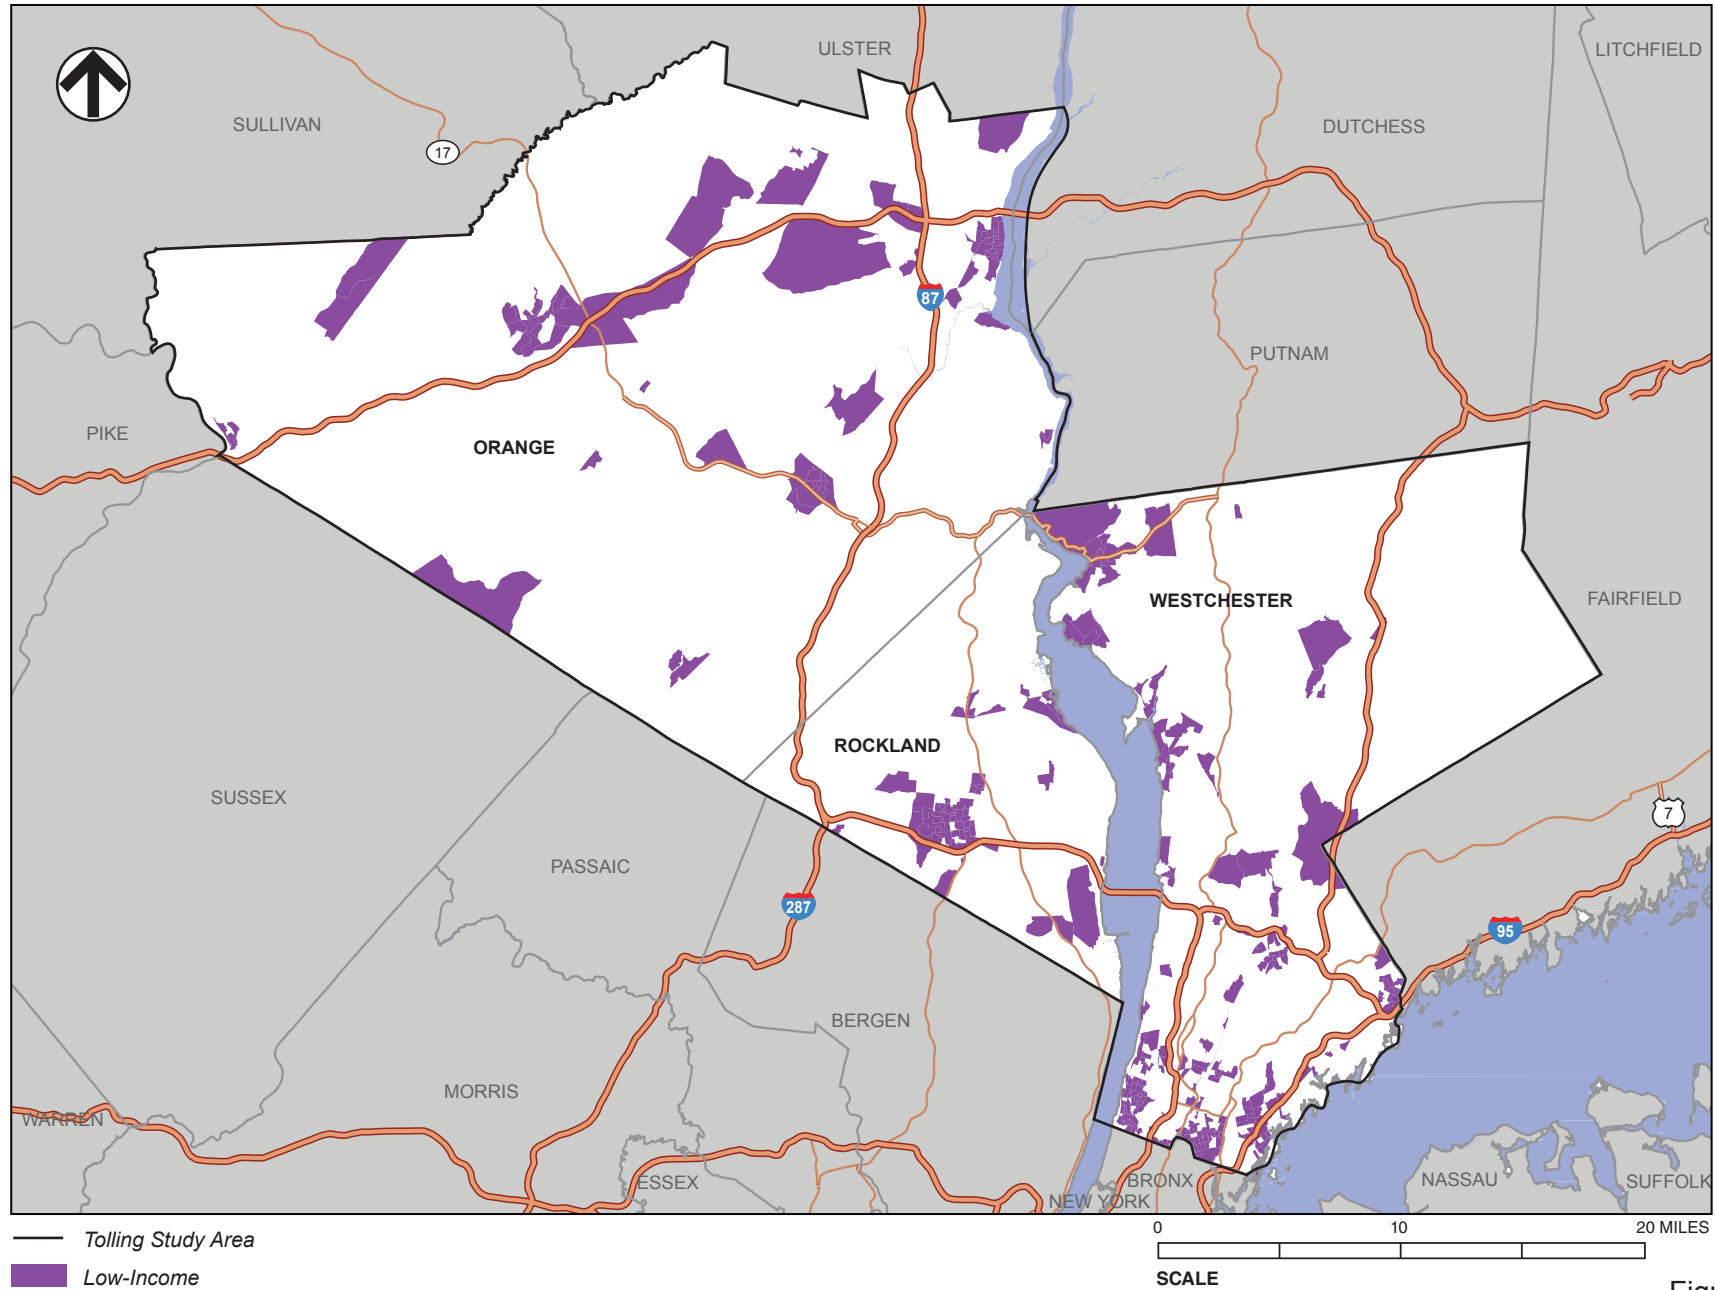 ULSTER
LITCHFIELD
SULLIVAN
17
DUTCHESS
87
PUTNAM
PIKE
ORANGE
WESTCHESTER
FAIRFIELD
ROCKLAND
SUSSEX
7
PASSAIC
287
95
BERGEN
MORRIS
WARREN
ESSEX
BRONX
NASSAU
SUFFOLK
NEW YORK
Tolling Study Area
Low-Income
0 10 20 MILES
SCALE